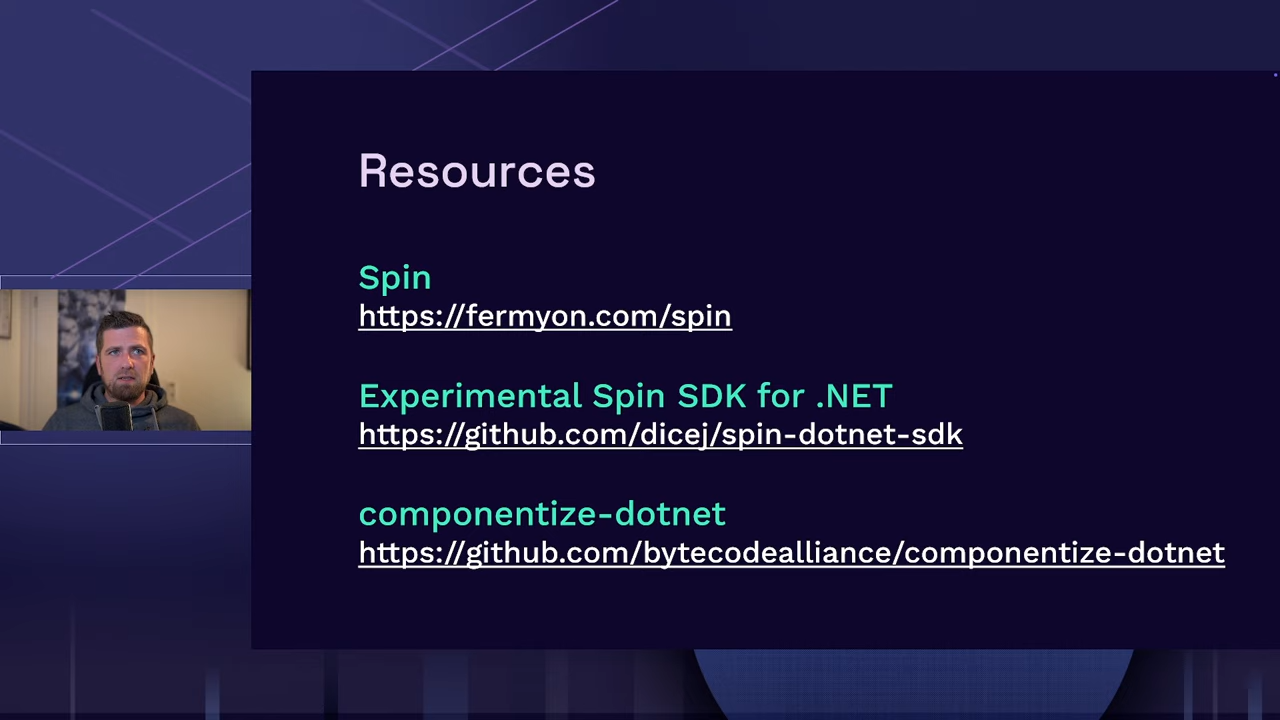 Resources
Spin
https://fermyon.com/spin
Experimental Spin SDK for .NET
https://github.com/dicej/spin-dotnet-sdk
componentize-dotnet
https://github.com/bytecodealliance/componentize-dotnet